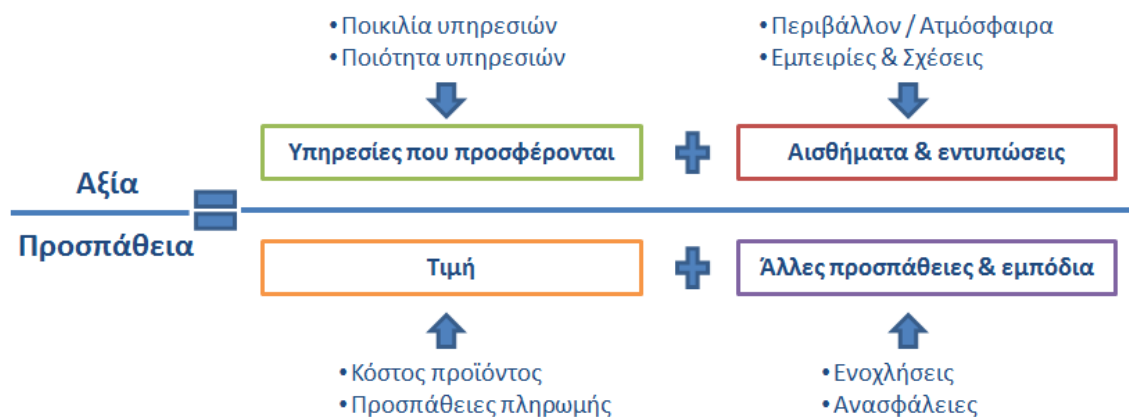 •Ποικιλία υπηρεσιών
•Ποιότητα υπηρεσιών
•Περιβάλλον / Ατμόσφαιρα
•Εμπειρίες & Σχέσεις
Υπηρεσίες που προσφέρονται
Αισθήματα & εντυπώσεις
Αξία
Προσπάθεια
Τιμή
Άλλες προσπάθειες & εμπόδια
•Κόστος προϊόντος
•Προσπάθειες πληρωμής
•Ενοχλήσεις
•Ανασφάλειες